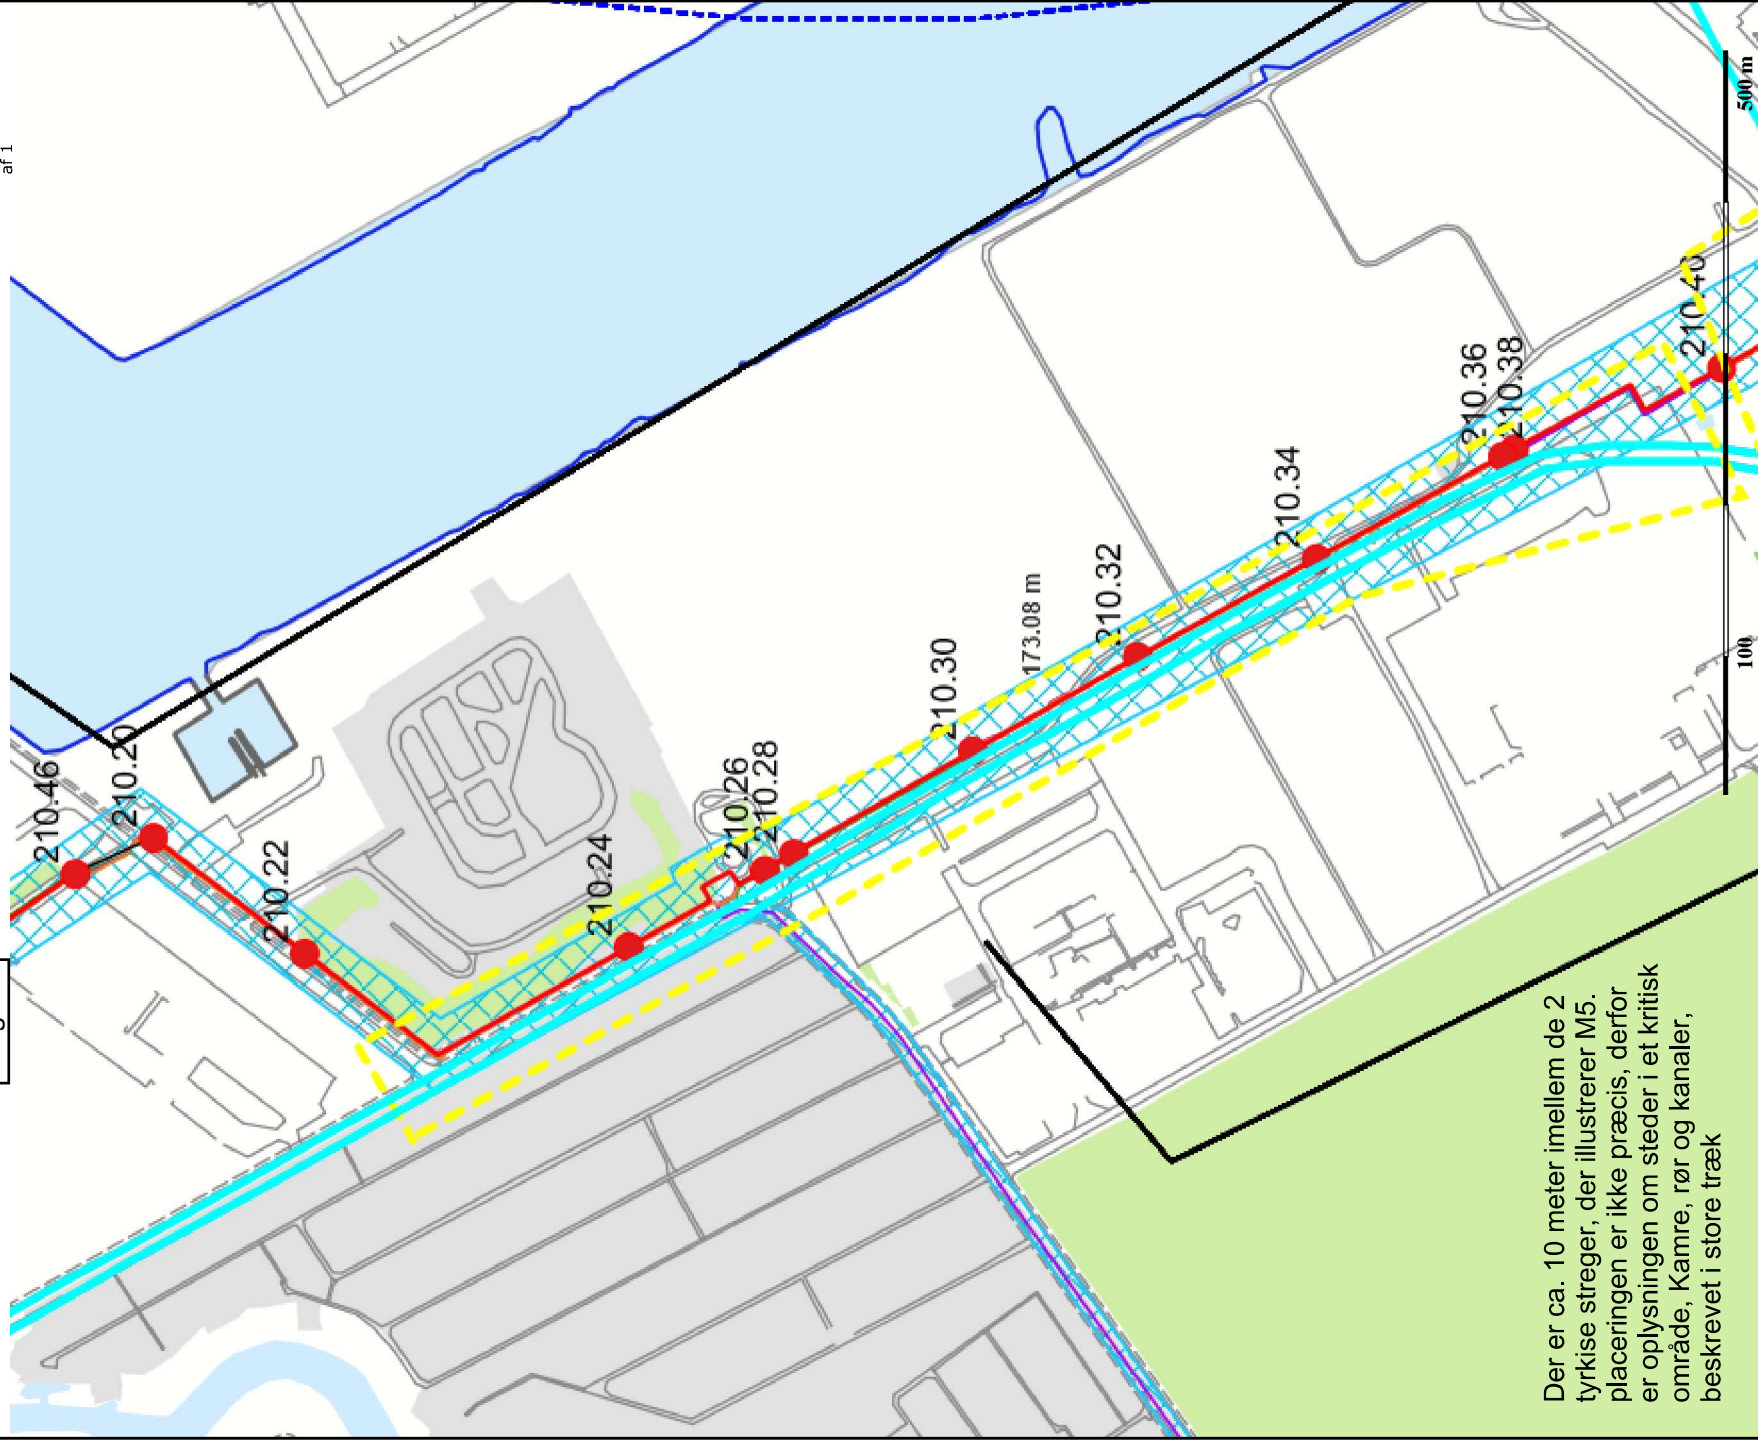 af 1
210.46
210.20
210.22
210.24
210.26
210.28
210.30
173.08 m
210.32
210.34
210.36
210.38
210.40
500 m
100
Der er ca. 10 meter imellem de 2
tyrkise streger, der illustrerer M5.
placeringen er ikke præcis, derfor
er oplysningen om steder i et kritisk
område, Kamre, rør og kanaler,
beskrevet i store træk